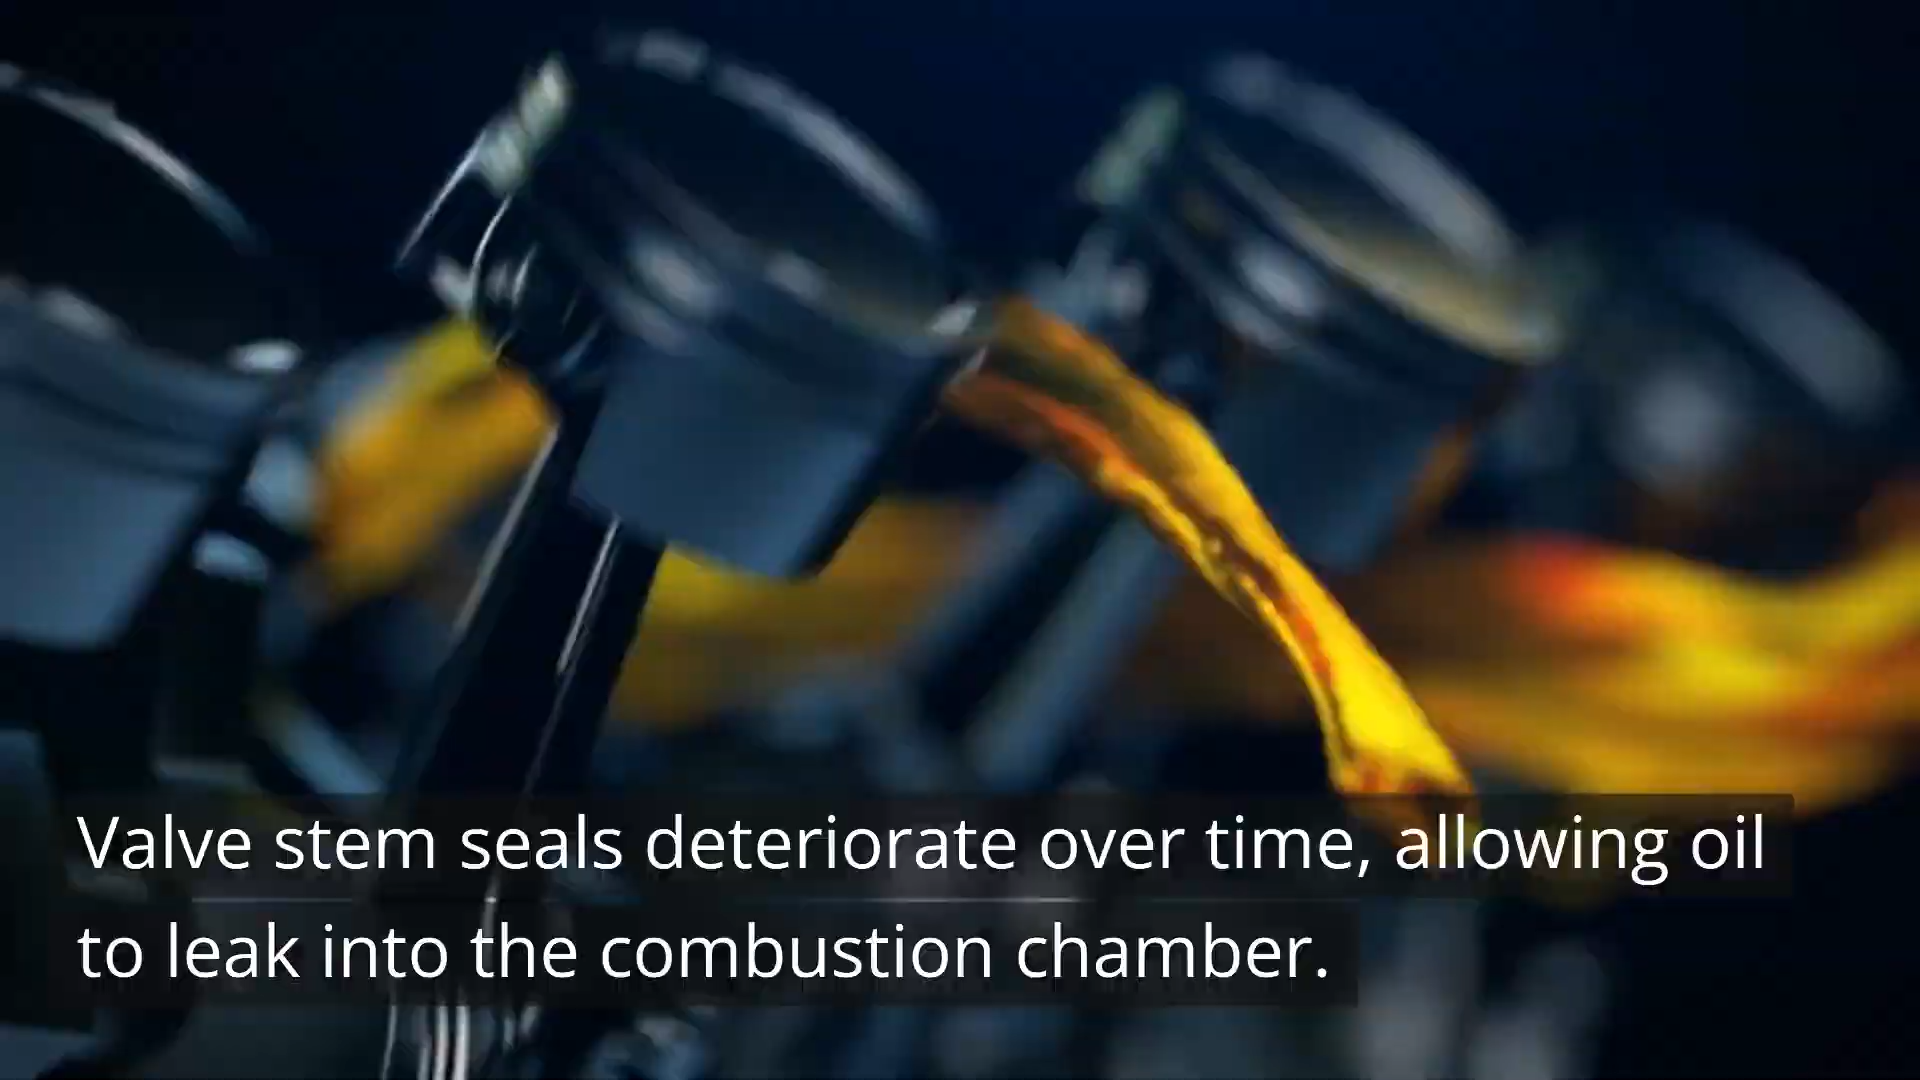 Valve stem seals deteriorate over time, allowing oil
to leak into the combustion chamber.